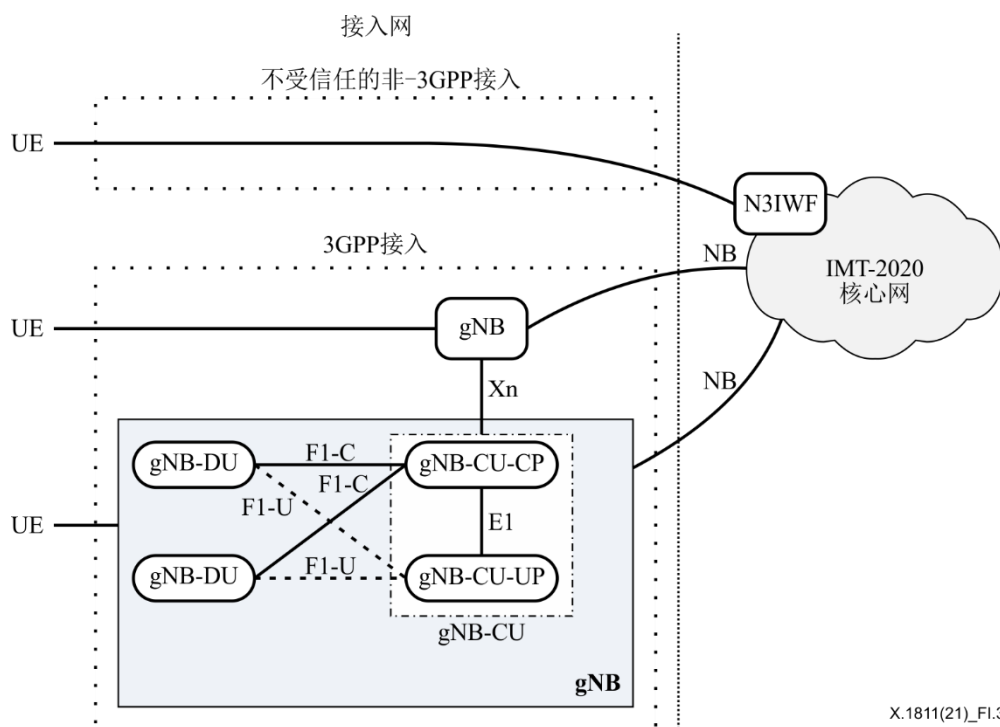 接入网
不受信任的非-3GPP接入
UE
N3IWF
3GPP接入
NB
IMT-2020
核心网
UE
gNB
NB
Xn
gNB-DU
F1-C
gNB-CU-CP
F1-C
F1-U
UE
E1
gNB-DU
F1-U
gNB-CU-UP
gNB-CU
gNB
X.1811(21)_FI.3